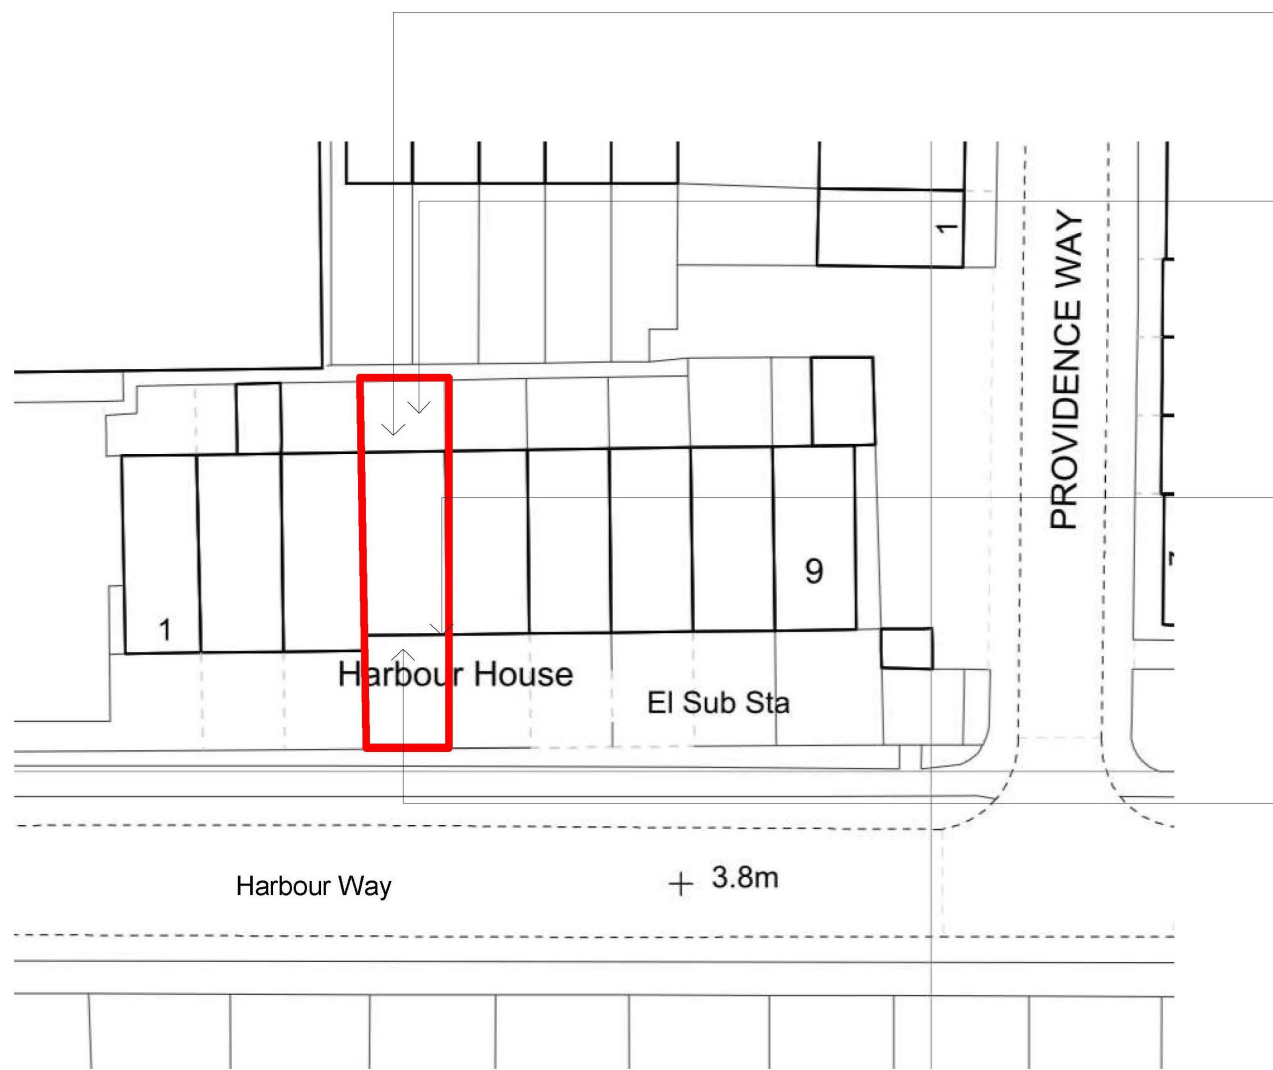 1
PROVIDENCE WAY
9
1
Harbour House
El Sub Sta
Harbour Way
3.8m